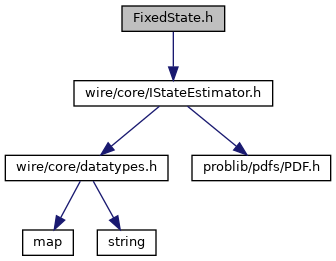 FixedState.h
wire/core/IStateEstimator.h
wire/core/datatypes.h
problib/pdfs/PDF.h
map
string